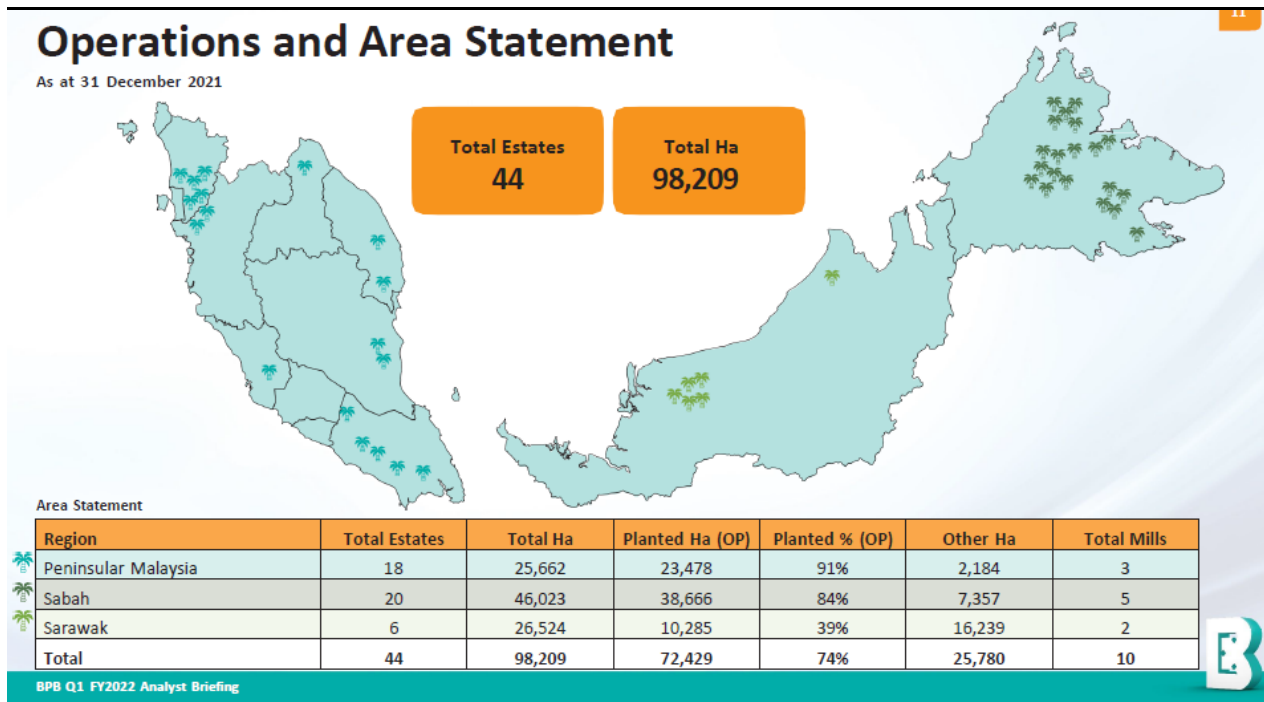 11
Operations and Area Statement
As at 31 December 2021
Total Estates
44
Total Ha
98,209
Area Statement
Region Total Estates Total Ha Planted Ha (OP) Planted % (OP) Other Ha Total Mills
Peninsular Malaysia 18 25,662 23,478 91% 2,184 3
Sabah 20 46,023 38,666 84% 7,357 5
Sarawak 6 26,524 10,285 39% 16,239 2
Total 44 98,209 72,429 74% 25,780 10
BPB Q1 FY2022 Analyst Briefing
B